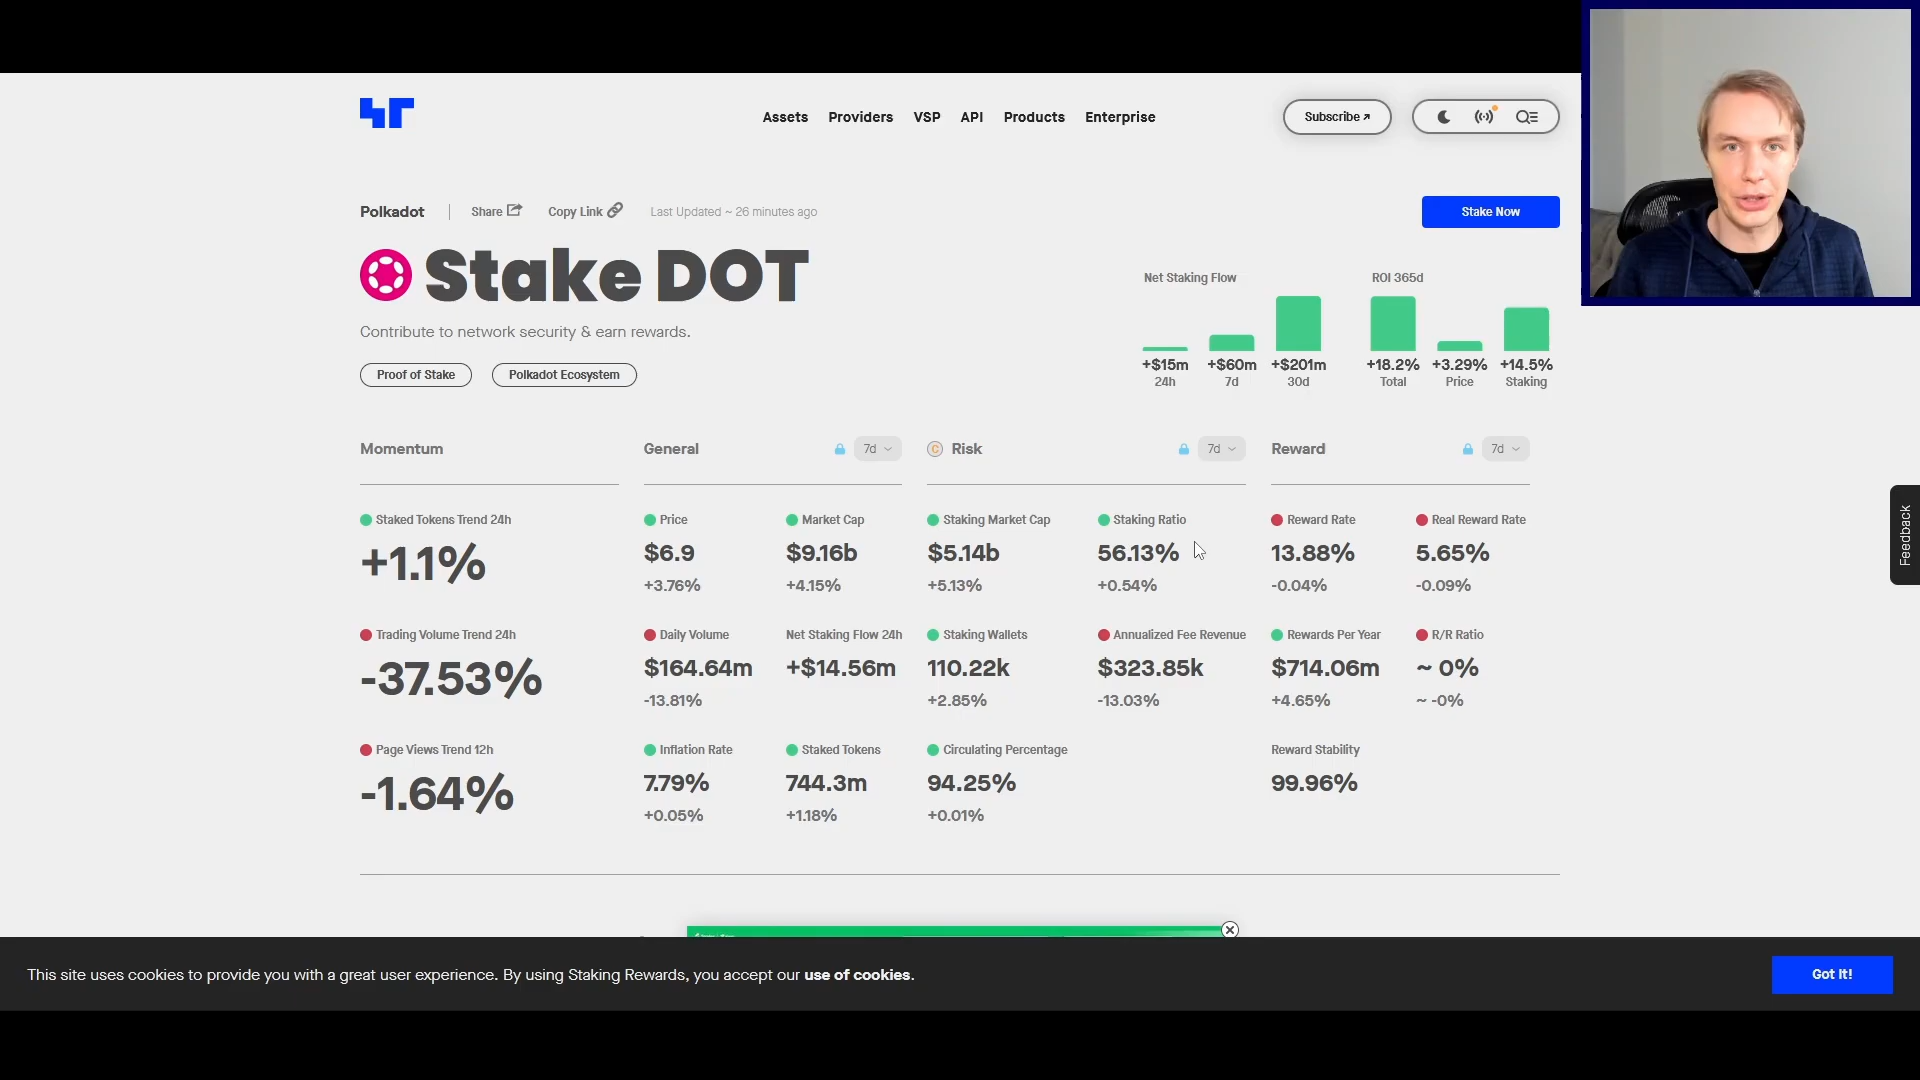 Assets Providers VSP API Products Enterprise
Subscribe ↗
Polkadot
Share
Copy Link
Last Updated ~ 26 minutes ago
Stake Now
Stake DOT
Contribute to network security & earn rewards.
Proof of Stake
Polkadot Ecosystem
Net Staking Flow
+$15m +$60m +$201m
24h 7d 30d
ROI 365d
+18.2% +3.29% +14.5%
Total Price Staking
Momentum
Staked Tokens Trend 24h
+1.1%
Trading Volume Trend 24h
-37.53%
Page Views Trend 12h
-1.64%
General
7d
Price
$6.9
+3.76%
Market Cap
$9.16b
+4.15%
Daily Volume
$164.64m
-13.81%
Net Staking Flow 24h
+$14.56m
Inflation Rate
7.79%
+0.05%
Staked Tokens
744.3m
+1.18%
C Risk
7d
Staking Market Cap
$5.14b
+5.13%
Staking Ratio
56.13%
+0.54%
Staking Wallets
110.22k
+2.85%
Annualized Fee Revenue
$323.85k
-13.03%
Circulating Percentage
94.25%
+0.01%
Reward
7d
Reward Rate
13.88%
-0.04%
Real Reward Rate
5.65%
-0.09%
Rewards Per Year
$714.06m
+4.65%
R/R Ratio
~ 0%
~ -0%
Reward Stability
99.96%
Feedback
This site uses cookies to provide you with a great user experience. By using Staking Rewards, you accept our use of cookies.
Got It!